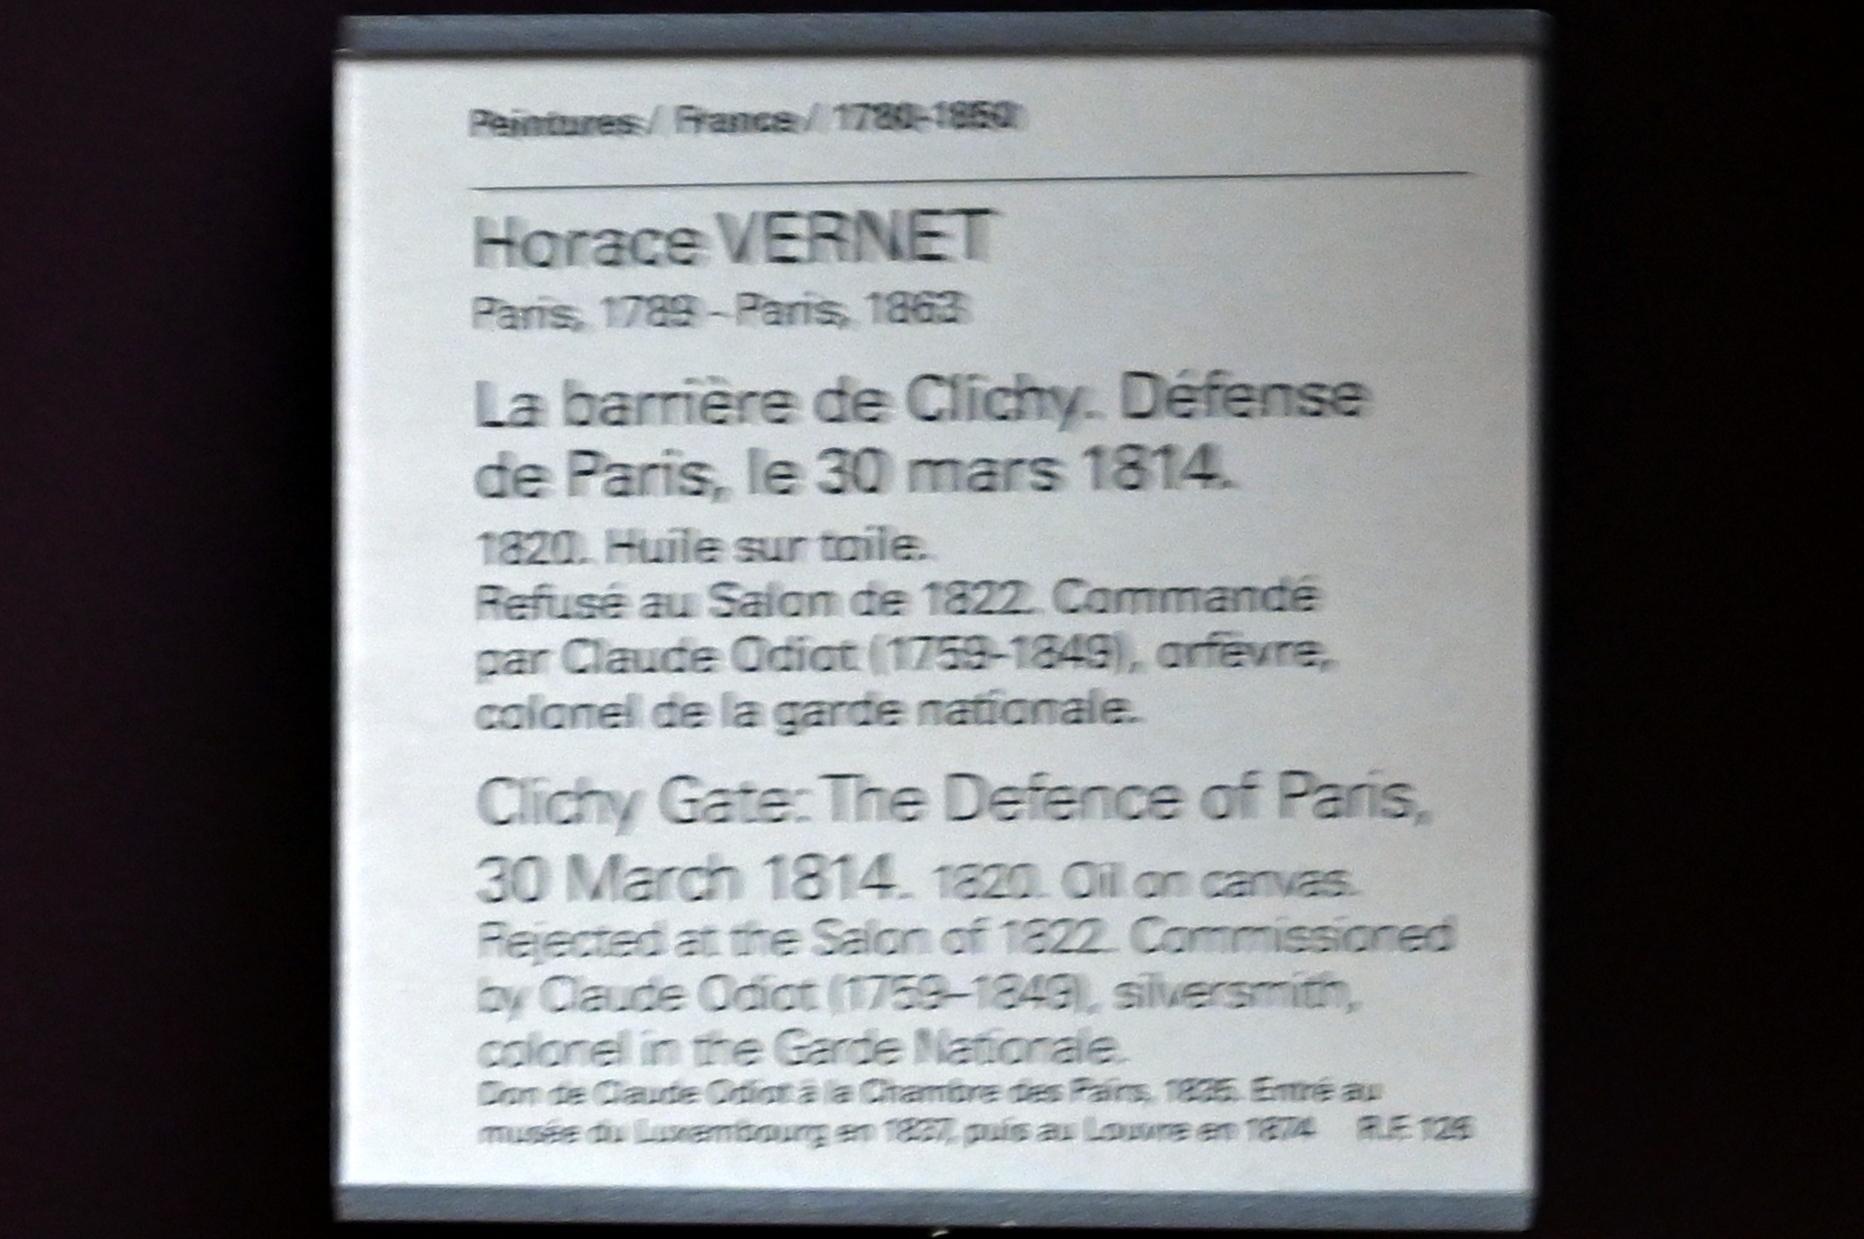 Peintures / France / 1780-1850
Horace VERNET
Paris, 1789 - Paris, 1863
La barrière de Clichy. Défense
de Paris, le 30 mars 1814.
1820. Huile sur toile.
Refusé au Salon de 1822. Commandé
par Claude Odiot (1759-1849), orfèvre,
colonel de la garde nationale.
Clichy Gate: The Defence of Paris,
30 March 1814. 1820. Oil on canvas.
Rejected at the Salon of 1822. Commissioned
by Claude Odiot (1759–1849), silversmith,
colonel in the Garde Nationale.
Don de Claude Odiot à la Chambre des Pairs, 1835. Entré au
musée du Luxembourg en 1837, puis au Louvre en 1874 R.F. 126